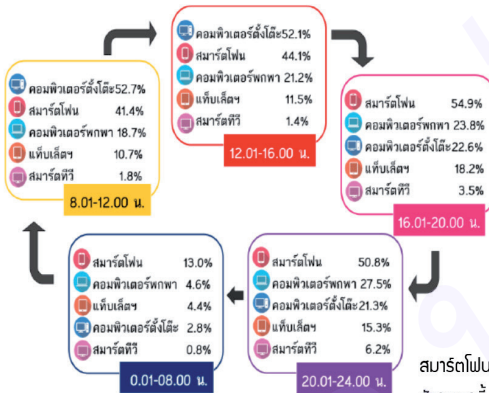 คอมพิวเตอร์ตั้งโต๊ะ52.7%
สมาร์ตโฟน 41.4%
คอมพิวเตอร์พกพา 18.7%
แท็บเล็ตฯ 10.7%
สมาร์ตทีวี 1.8%
8.01-12.00 น.
คอมพิวเตอร์ตั้งโต๊ะ52.1%
สมาร์ตโฟน 44.1%
คอมพิวเตอร์พกพา 21.2%
แท็บเล็ตฯ 11.5%
สมาร์ตทีวี 1.4%
12.01-16.00 น.
สมาร์ตโฟน 54.9%
คอมพิวเตอร์พกพา 23.8%
คอมพิวเตอร์ตั้งโต๊ะ22.6%
แท็บเล็ตฯ 18.2%
สมาร์ตทีวี 3.5%
16.01-20.00 น.
สมาร์ตโฟน 50.8%
คอมพิวเตอร์พกพา 27.5%
คอมพิวเตอร์ตั้งโต๊ะ21.3%
แท็บเล็ตฯ 15.3%
สมาร์ตทีวี 6.2%
20.01-24.00 น.
สมาร์ตโฟน 13.0%
คอมพิวเตอร์พกพา 4.6%
แท็บเล็ตฯ 4.4%
คอมพิวเตอร์ตั้งโต๊ะ 2.8%
สมาร์ตทีวี 0.8%
0.01-08.00 น.
สมาร์ตโฟน